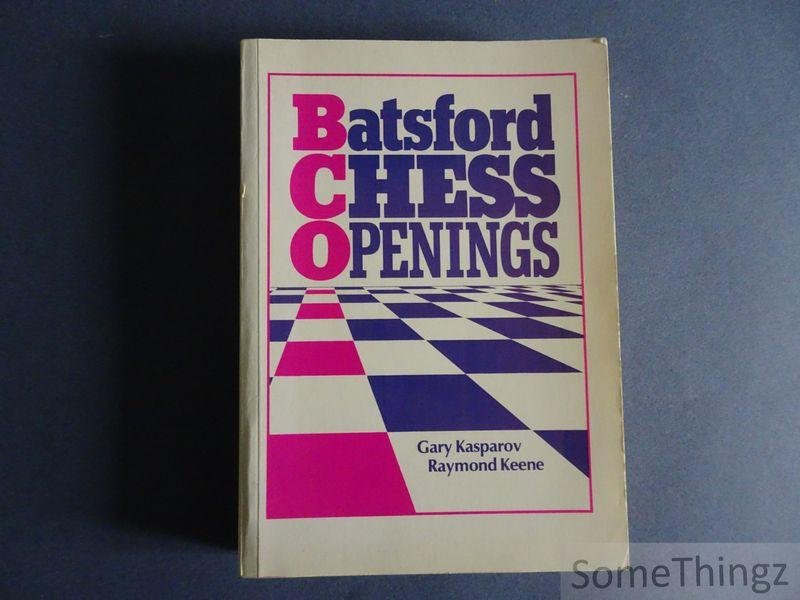 Batsford
CHESS
OPENINGS
Gary Kasparov
Raymond Keene
SomeThingz